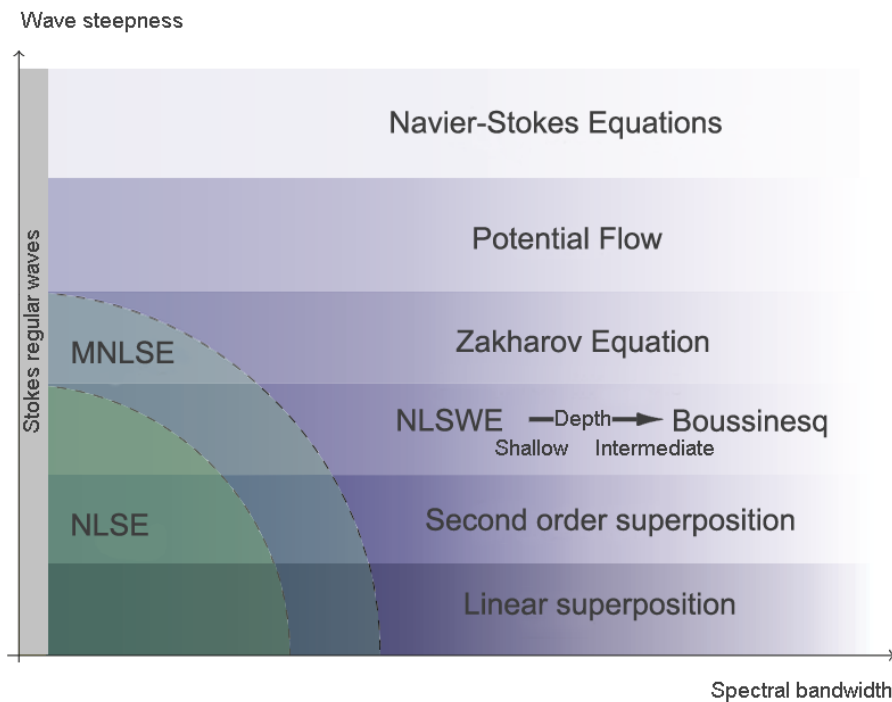 Wave steepness
Navier-Stokes Equations
Potential Flow
Stokes regular waves
MNLSE
Zakharov Equation
NLSWE Depth Boussinesq
Shallow Intermediate
NLSE
Second order superposition
Linear superposition
Spectral bandwidth